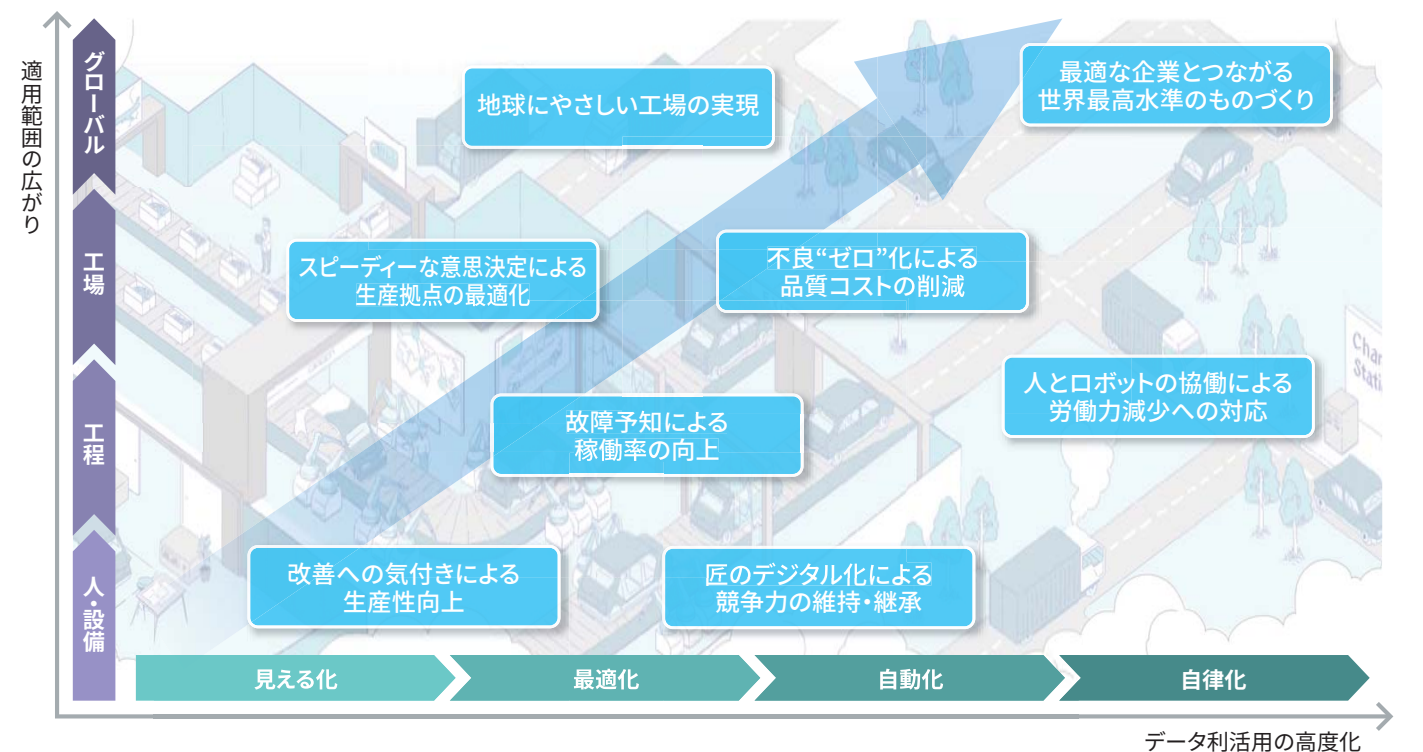 適用範囲の広がり
グローバル
工場
工程
人・設備
地球にやさしい工場の実現
最適な企業とつながる
世界最高水準のものづくり
スピーディーな意思決定による
生産拠点の最適化
不良“ゼロ”化による
品質コストの削減
人とロボットの協働による
労働力減少への対応
故障予知による
稼働率の向上
改善への気付きによる
生産性向上
匠のデジタル化による
競争力の維持・継承
見える化
最適化
自動化
自律化
データ利活用の高度化